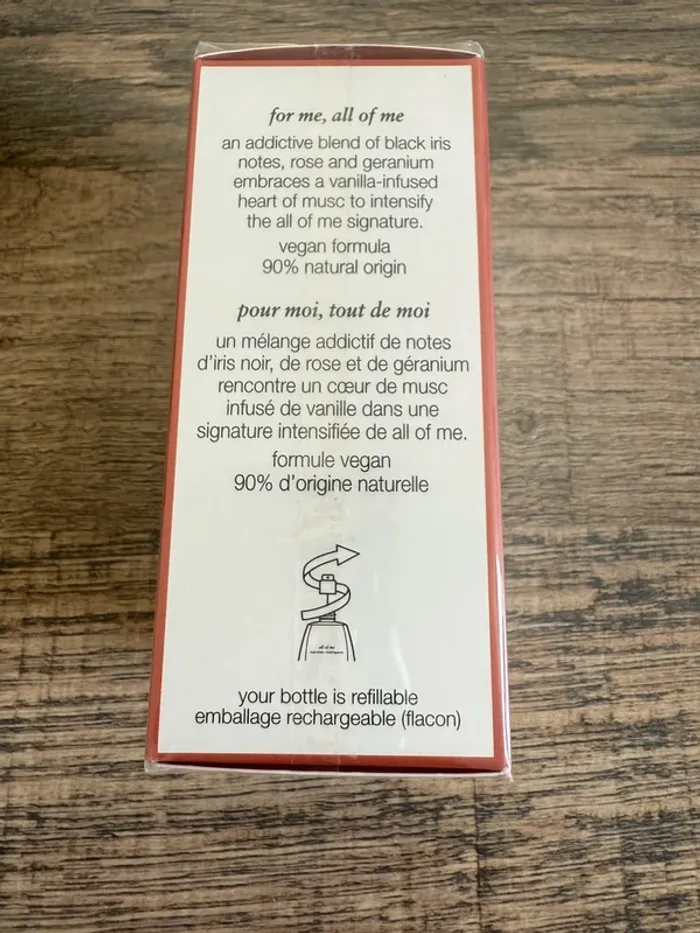 for me, all of me
an addictive blend of black iris
notes, rose and geranium
embraces a vanilla-infused
heart of musc to intensify
the all of me signature.
vegan formula
90% natural origin
pour moi, tout de moi
un mélange addictif de notes
d'iris noir, de rose et de géranium
rencontre un cœur de musc
infusé de vanille dans une
signature intensifiée de all of me.
formule vegan
90% d'origine naturelle
all of me
your bottle is refillable
emballage rechargeable (flacon)